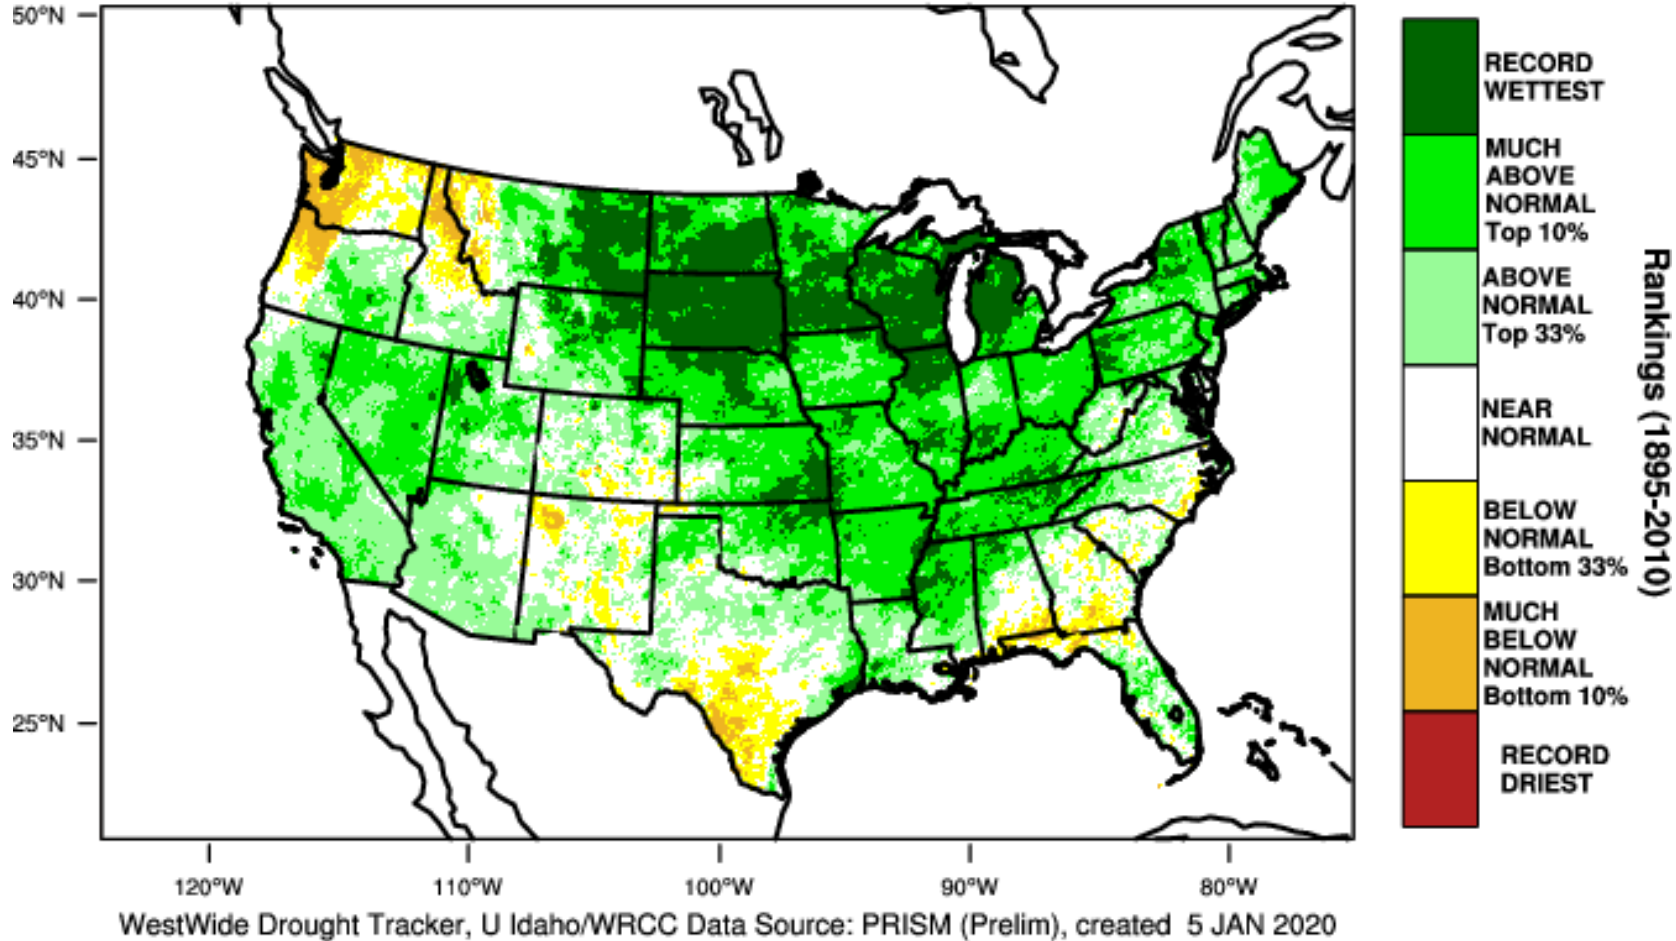 50°N
45°N
40°N
35°N
30°N
25°N
120°W
110°W
100°W
90°W
80°W
RECORD
WETTEST
MUCH
ABOVE
NORMAL
Top 10%
ABOVE
NORMAL
Top 33%
NEAR
NORMAL
BELOW
NORMAL
Bottom 33%
MUCH
BELOW
NORMAL
Bottom 10%
RECORD
DRIEST
Rankings (1895-2010)
WestWide Drought Tracker, U Idaho/WRCC Data Source: PRISM (Prelim), created 5 JAN 2020